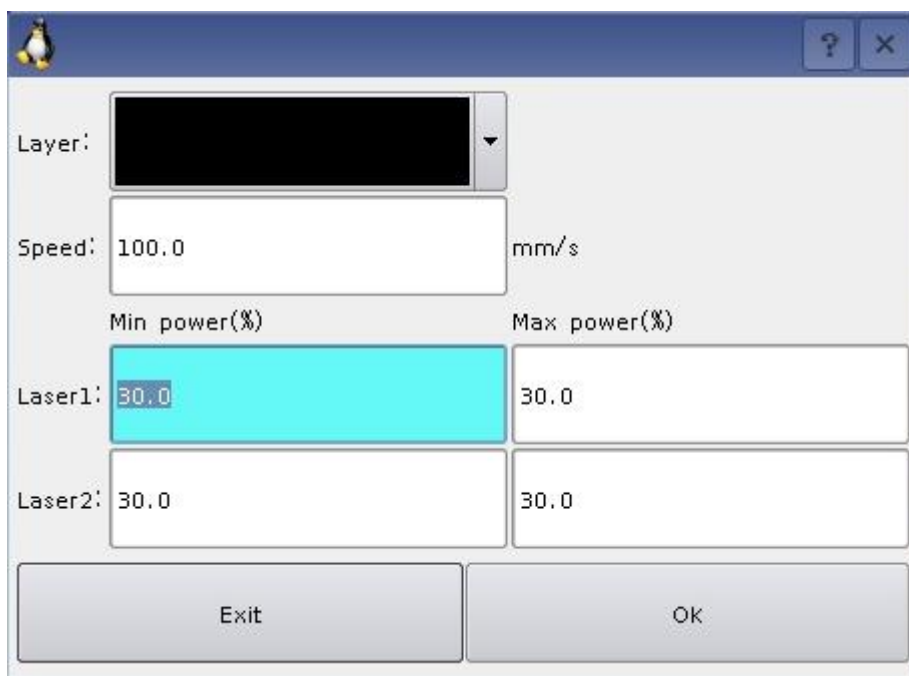 ?
Layer:
Speed: 100.0 mm/s
Min power(%) Max power(%)
Laser1: 30.0 30.0
Laser2: 30.0 30.0
Exit OK